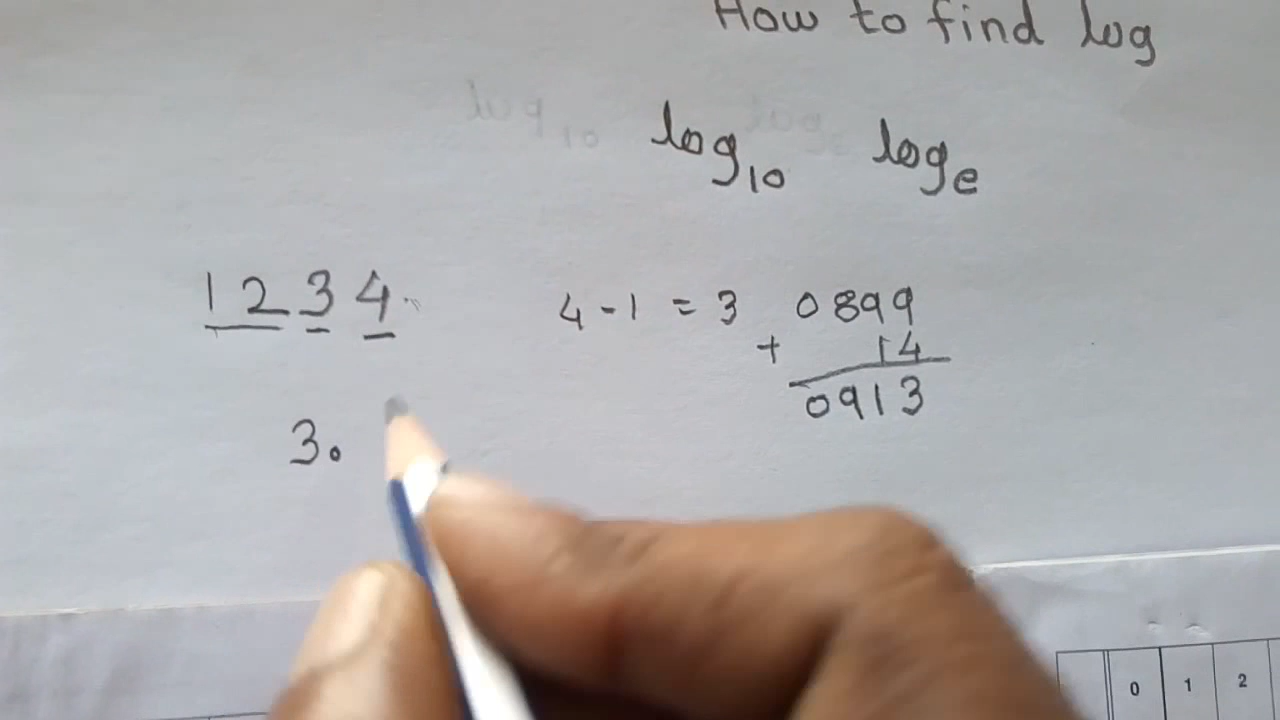 How to find log
log10 loge
1234. 4-1 = 3 0899
+ 14
3. 0913
0 1 2